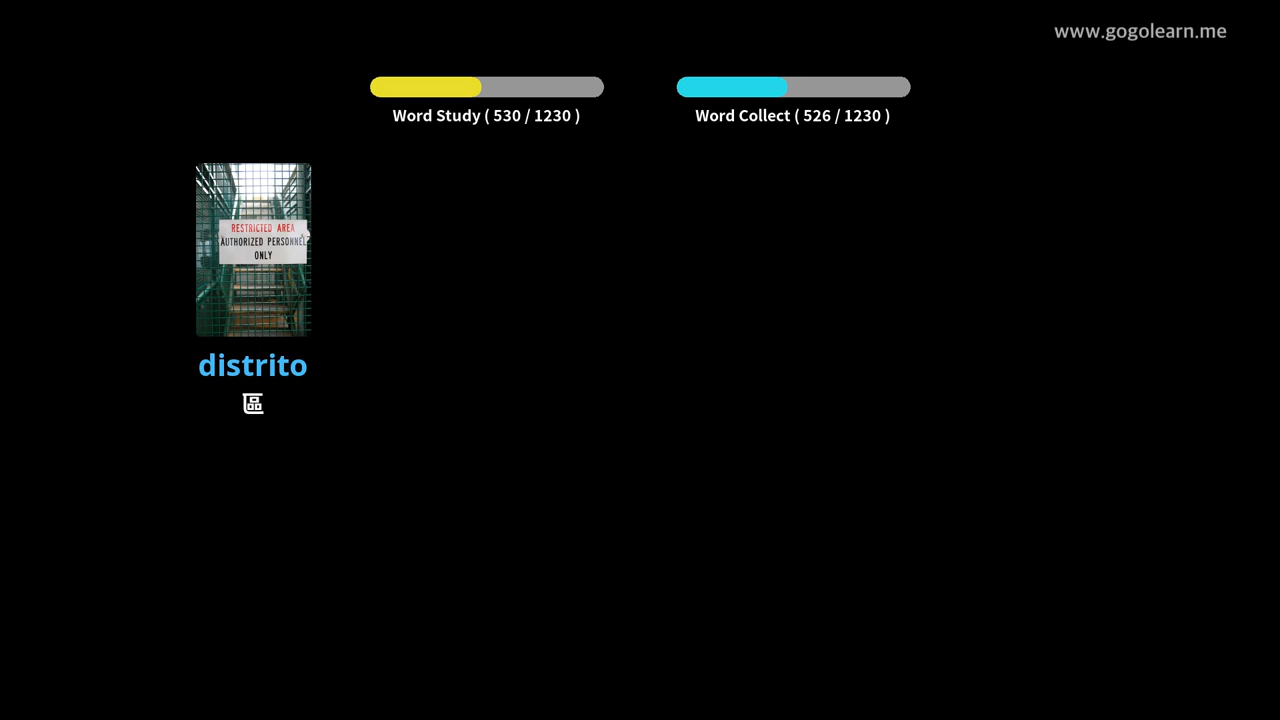 www.gogolearn.me
Word Study ( 530 / 1230 )
Word Collect ( 526 / 1230 )
RESTRICTED AREA
AUTHORIZED PERSONNEL
ONLY
distrito
區